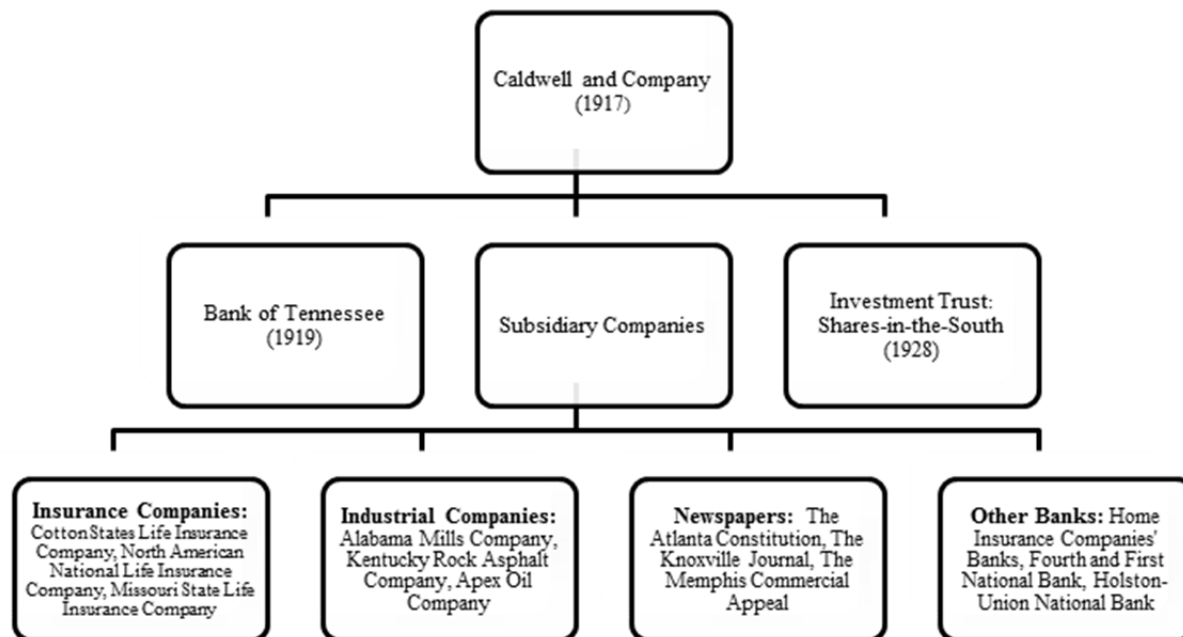 Caldwell and Company
(1917)
Bank of Tennessee
(1919)
Subsidiary Companies
Investment Trust:
Shares-in-the-South
(1928)
Insurance Companies:
Cotton States Life Insurance
Company, North American
National Life Insurance
Company, Missouri State Life
Insurance Company
Industrial Companies:
Alabama Mills Company,
Kentucky Rock Asphalt
Company, Apex Oil
Company
Newspapers: The
Atlanta Constitution, The
Knoxville Journal, The
Memphis Commercial
Appeal
Other Banks: Home
Insurance Companies'
Banks, Fourth and First
National Bank, Holston-
Union National Bank